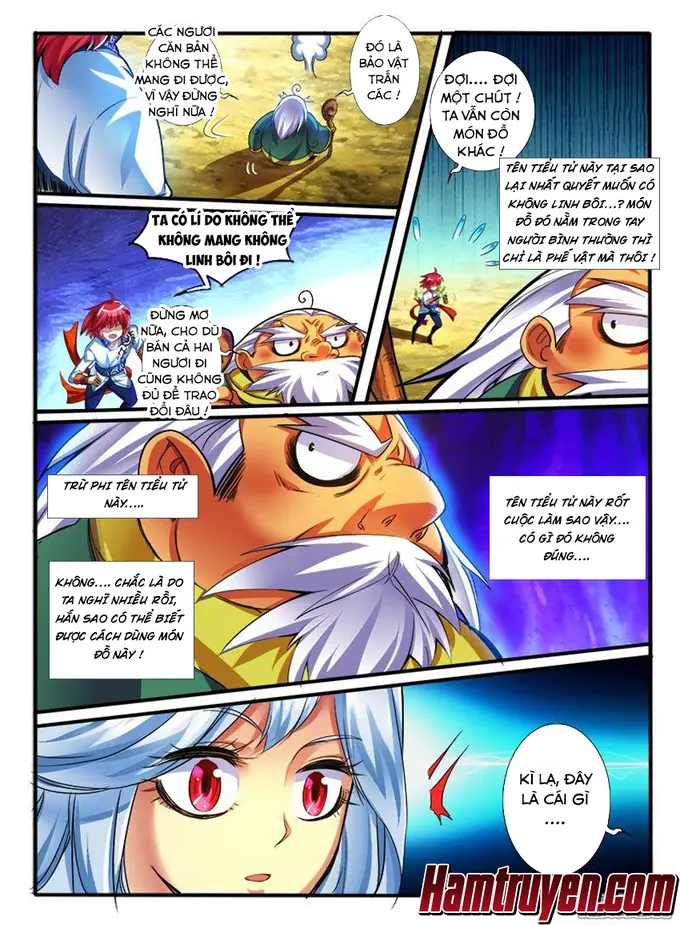 CÁC NGƯƠI
CĂN BẢN
KHÔNG THỂ
MANG ĐI ĐƯỢC,
VÌ VẬY ĐỪNG
NGHĨ NỮA !
ĐÓ LÀ
BẢO VẬT
TRẤN
CÁC !
ĐỢI.... ĐỢI
MỘT CHÚT !
TA VẪN CÒN
MÓN ĐỒ
KHÁC !
TÊN TIỂU TỬ NÀY TẠI SAO
LẠI NHẤT QUYẾT MUỐN CÓ
KHÔNG LINH BÔI...? MÓN
ĐỒ ĐÓ NẰM TRONG TAY
NGƯỜI BÌNH THƯỜNG THÌ
CHỈ LÀ PHẾ VẬT MÀ THÔI !
TA CÓ LÍ DO KHÔNG THỂ
KHÔNG MANG KHÔNG
LINH BÔI ĐI !
ĐỪNG MƠ
NỮA, CHO DÙ
BÁN CẢ HAI
NGƯƠI ĐI
CŨNG KHÔNG
ĐỦ ĐỂ TRAO
ĐỔI ĐÂU !
TRỪ PHI TÊN TIỂU TỬ
NÀY.....
TÊN TIỂU TỬ NÀY RỐT
CUỘC LÀM SAO VẬY....
CÓ GÌ ĐÓ KHÔNG
ĐÚNG....
KHÔNG.... CHẮC LÀ DO
TA NGHĨ NHIỀU RỒI,
HẮN SAO CÓ THỂ BIẾT
ĐƯỢC CÁCH DÙNG MÓN
ĐỒ NÀY !
KÌ LẠ, ĐÂY
LÀ CÁI GÌ
....
Hamtruyen.com